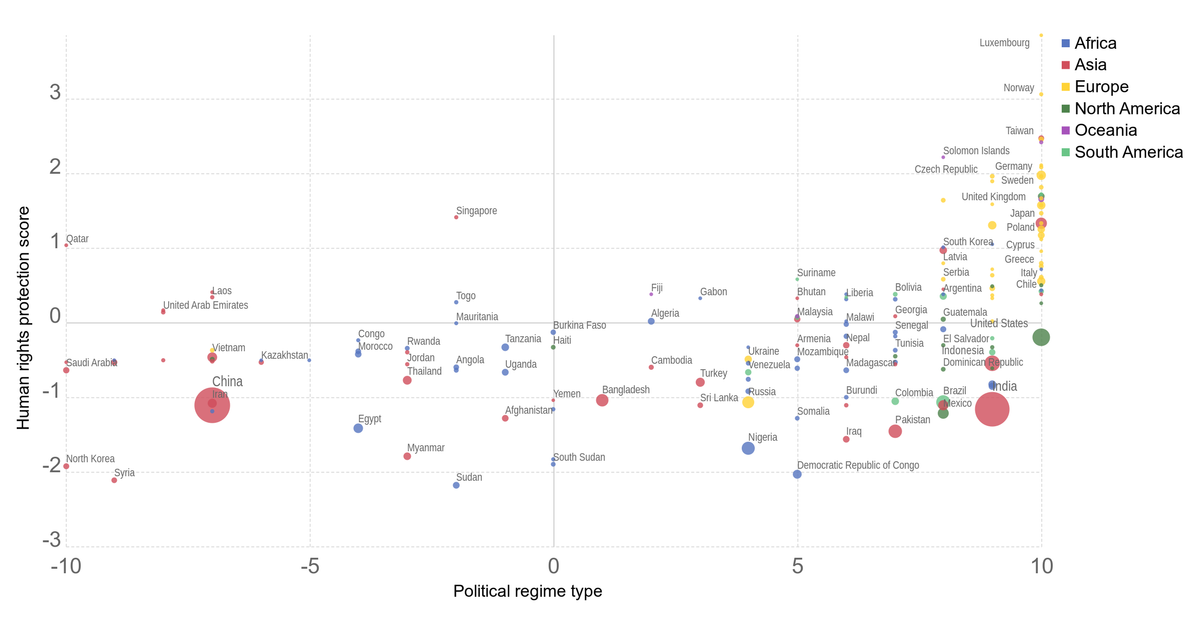 Luxembourg
Africa
Asia
Norway
Europe
3
North America
Taiwan
Oceania
Solomon Islands
South America
2
Czech Republic
Germany
Sweden
United Kingdom
Singapore
Japan
Poland
Qatar
1
South Korea
Cyprus
Latvia
Greece
Suriname
Serbia
Italy
Laos
Togo
Fiji
Gabon
Bhutan
Liberia
Bolivia
Argentina
Chile
United Arab Emirates
Mauritania
Algeria
Malaysia
Malawi
Georgia
Guatemala
0
Burkina Faso
Senegal
United States
Congo
Rwanda
Tanzania
Haiti
Armenia
Nepal
Tunisia
El Salvador
Morocco
Vietnam
Kazakhstan
Jordan
Angola
Uganda
Cambodia
Ukraine
Mozambique
Indonesia
Saudi Arabia
Thailand
Turkey
Venezuela
Madagascar
Dominican Republic
China
India
-1
Iran
Yemen
Bangladesh
Sri Lanka
Russia
Burundi
Colombia
Brazil
Mexico
Egypt
Afghanistan
Somalia
Pakistan
Nigeria
Iraq
Myanmar
North Korea
South Sudan
Democratic Republic of Congo
-2
Syria
Sudan
-3
-10
-5
0
5
10
Political regime type
Human rights protection score